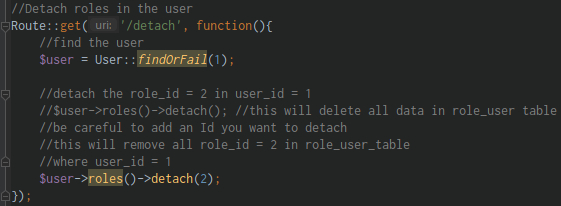 //Detach roles in the user
Route::get( uri: '/detach', function(){
//find the user
$user = User::findOrFail(1);
//detach the role_id = 2 in user_id = 1
//$user->roles()->detach(); //this will delete all data in role_user table
//be careful to add an Id you want to detach
//this will remove all role_id = 2 in role_user_table
//where user_id = 1
$user->roles()->detach(2);
});